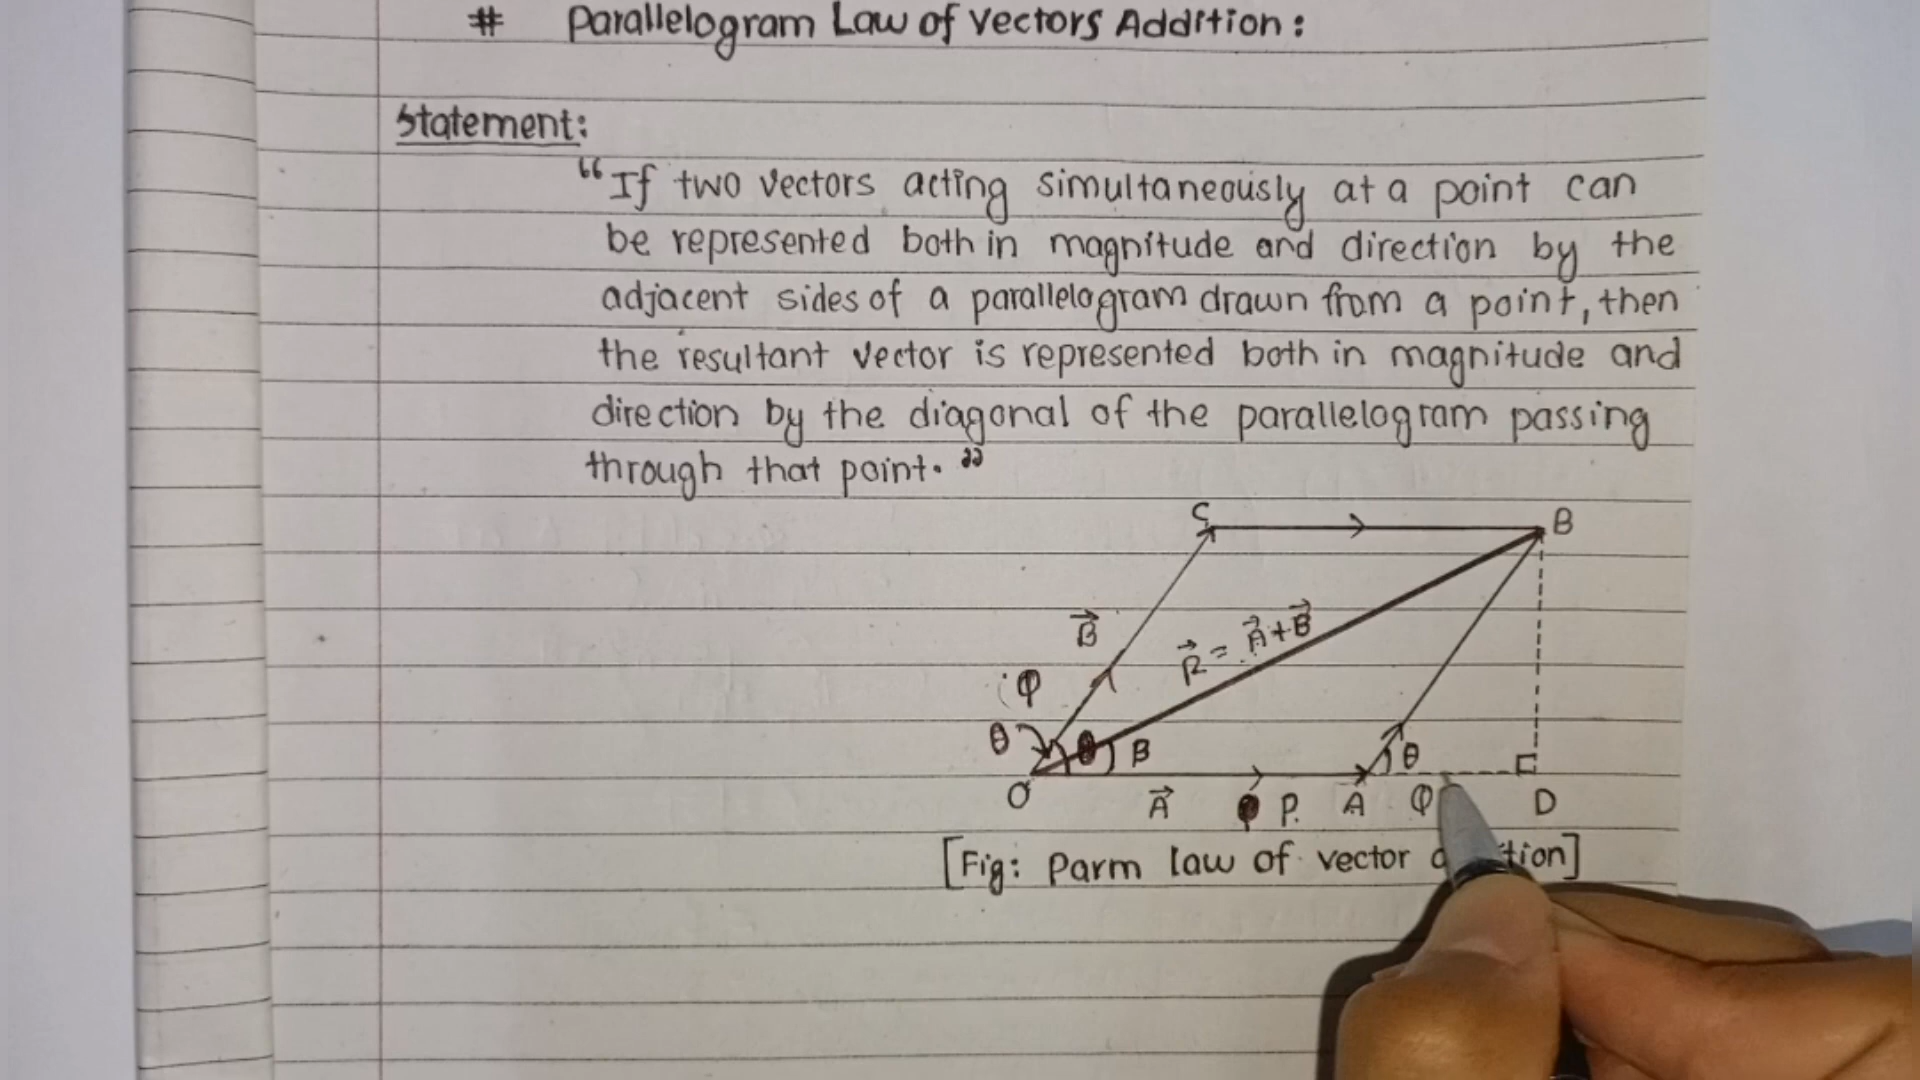 # Parallelogram Law of Vectors Addition:
Statement:
“If two vectors acting simultaneously at a point can
be represented both in magnitude and direction by the
adjacent sides of a parallelogram drawn from a point, then
the resultant vector is represented both in magnitude and
direction by the diagonal of the parallelogram passing
through that point.”
C B
B⃗ R⃗ = A⃗+B⃗
φ
θ θ B θ
O A⃗ P. A φ D
[Fig: Parm law of vector